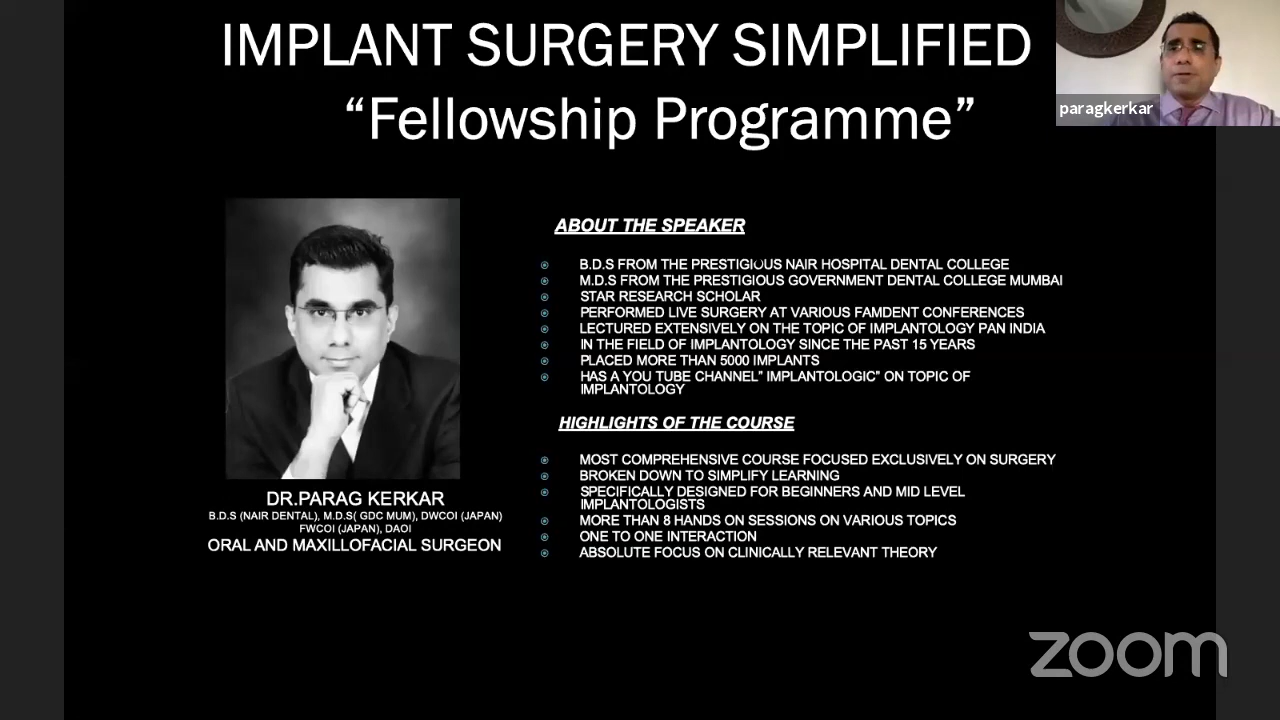 IMPLANT SURGERY SIMPLIFIED
“Fellowship Programme”
paragkerkar
ABOUT THE SPEAKER
B.D.S FROM THE PRESTIGIOUS NAIR HOSPITAL DENTAL COLLEGE
M.D.S FROM THE PRESTIGIOUS GOVERNMENT DENTAL COLLEGE MUMBAI
STAR RESEARCH SCHOLAR
PERFORMED LIVE SURGERY AT VARIOUS FAMDENT CONFERENCES
LECTURED EXTENSIVELY ON THE TOPIC OF IMPLANTOLOGY PAN INDIA
IN THE FIELD OF IMPLANTOLOGY SINCE THE PAST 15 YEARS
PLACED MORE THAN 5000 IMPLANTS
HAS A YOU TUBE CHANNEL” IMPLANTOLOGIC” ON TOPIC OF
IMPLANTOLOGY
HIGHLIGHTS OF THE COURSE
MOST COMPREHENSIVE COURSE FOCUSED EXCLUSIVELY ON SURGERY
BROKEN DOWN TO SIMPLIFY LEARNING
SPECIFICALLY DESIGNED FOR BEGINNERS AND MID LEVEL
IMPLANTOLOGISTS
MORE THAN 8 HANDS ON SESSIONS ON VARIOUS TOPICS
ONE TO ONE INTERACTION
ABSOLUTE FOCUS ON CLINICALLY RELEVANT THEORY
DR.PARAG KERKAR
B.D.S (NAIR DENTAL), M.D.S( GDC MUM), DWCOI (JAPAN)
FWCOI (JAPAN), DAOI
ORAL AND MAXILLOFACIAL SURGEON
zoom